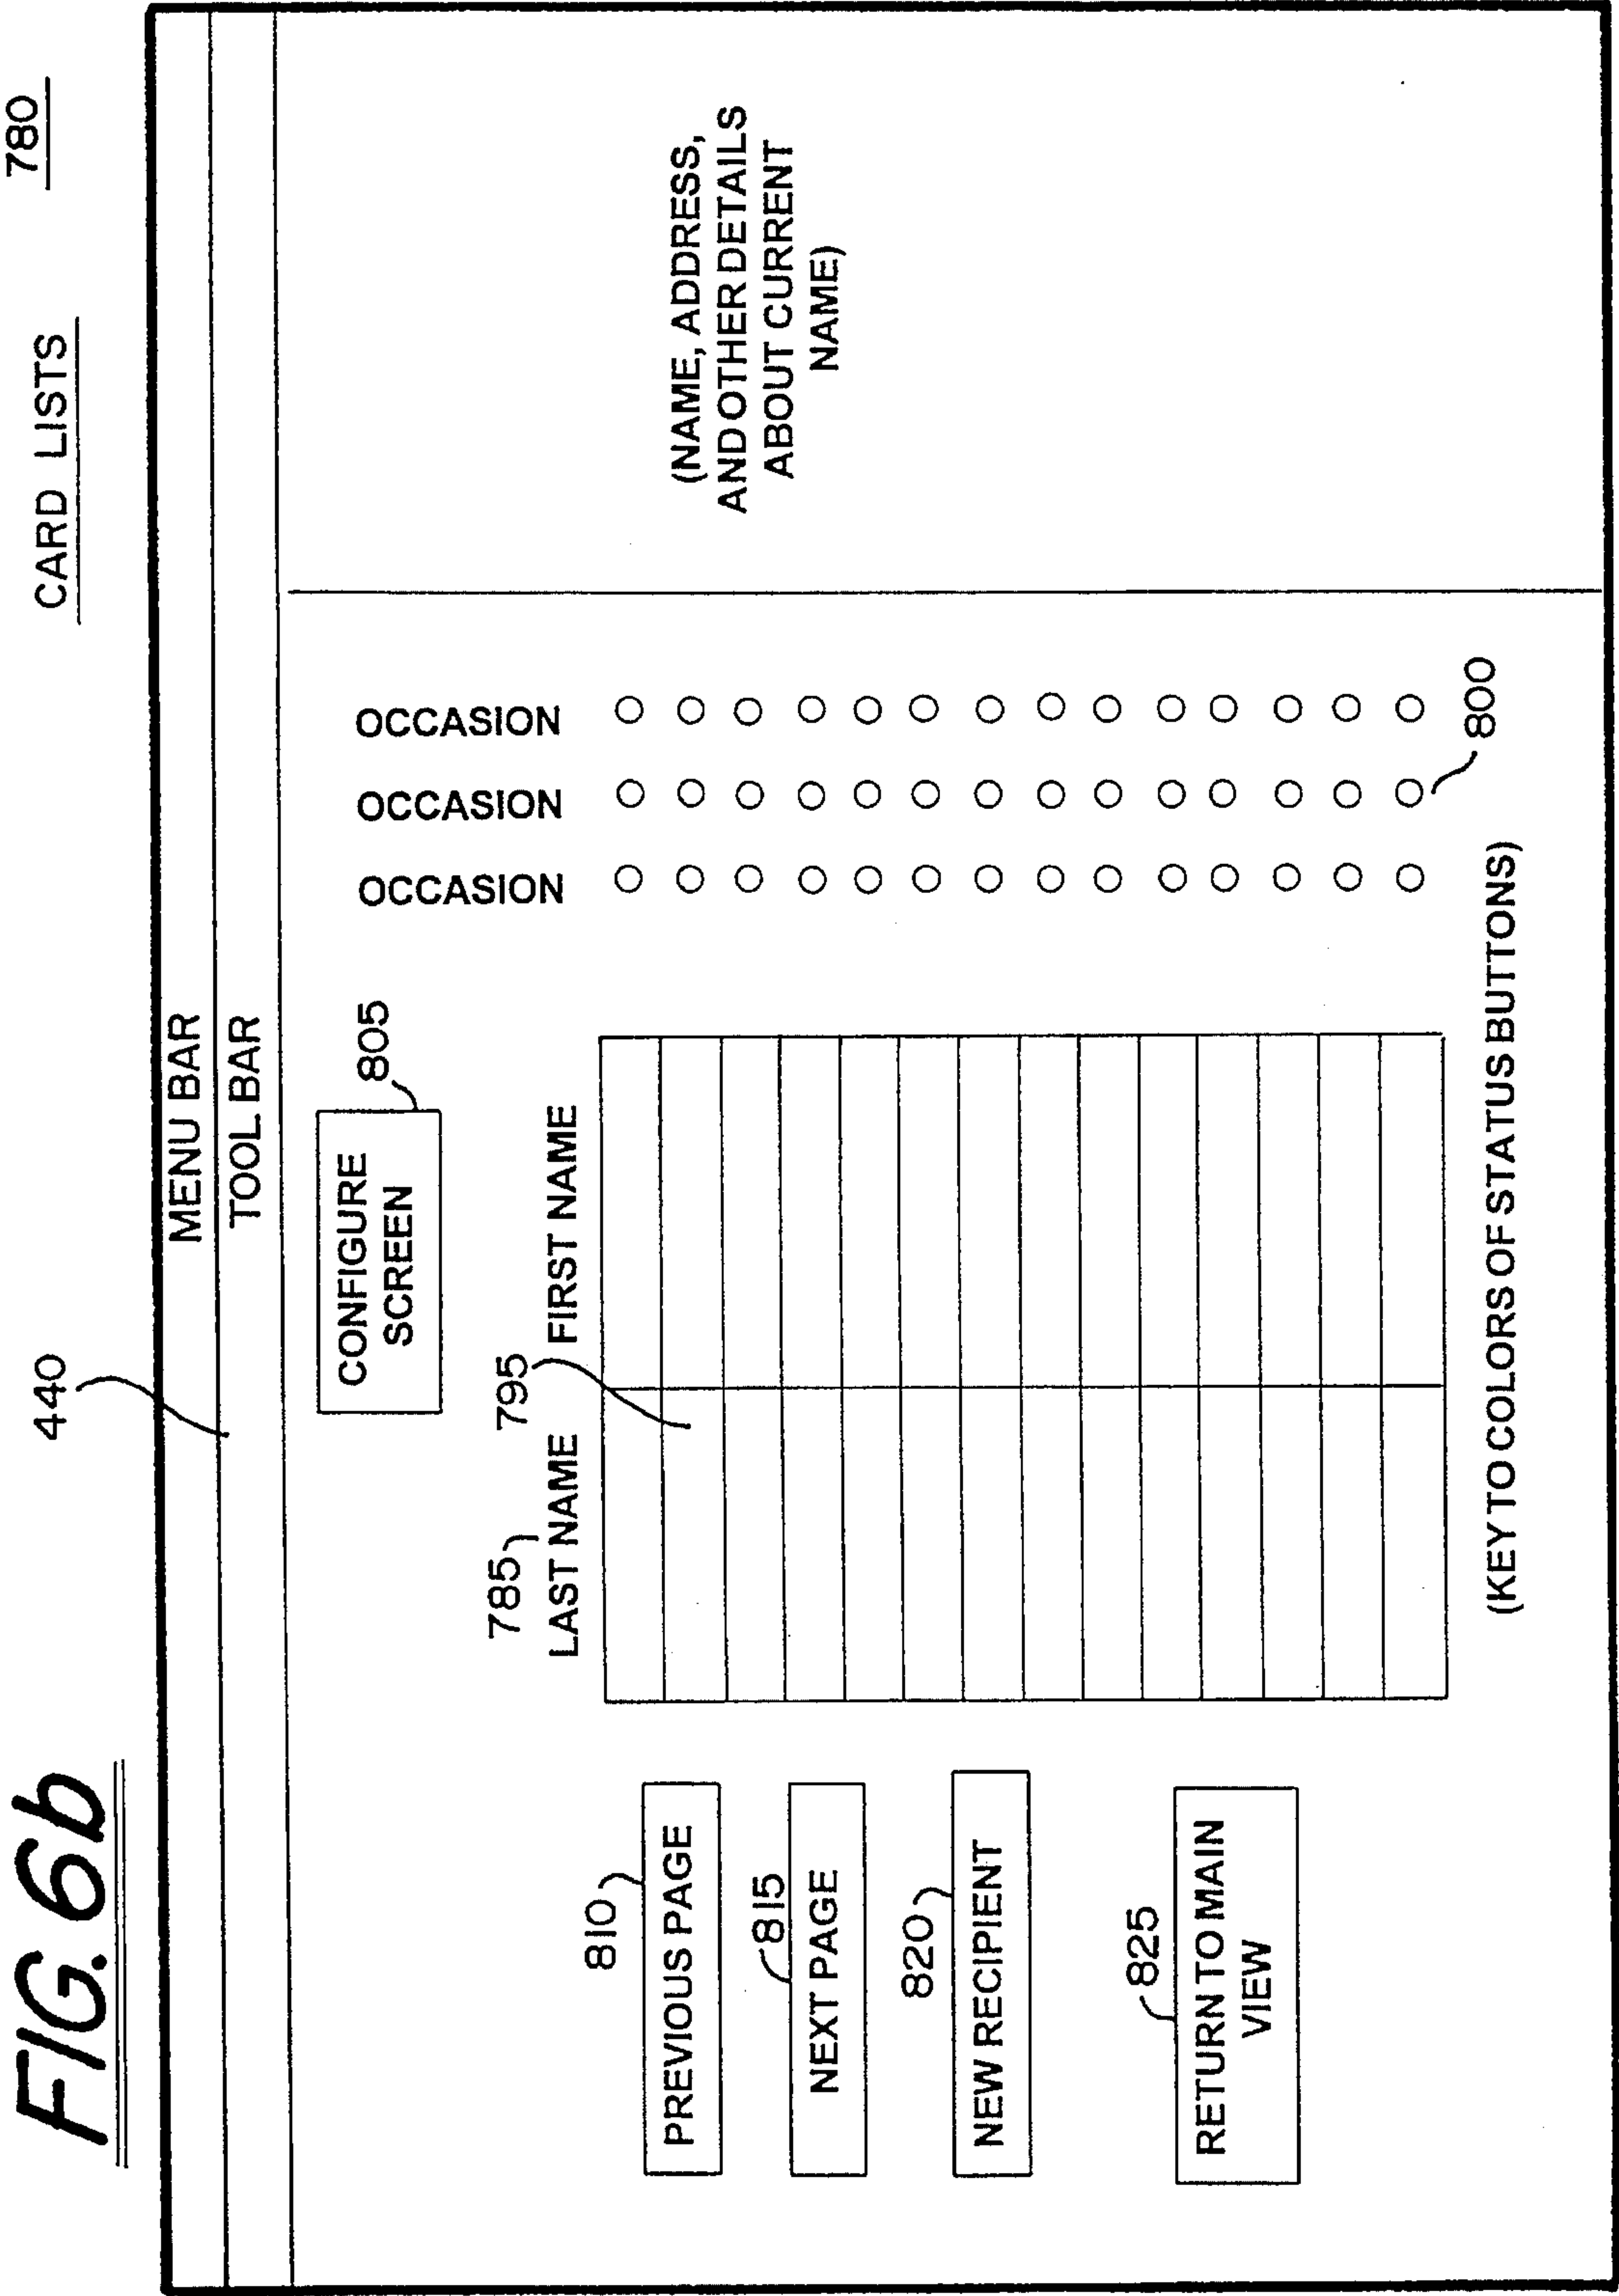 FIG. 6b
440
CARD LISTS
780
MENU BAR
TOOL BAR
CONFIGURE
SCREEN
805
OCCASION OCCASION OCCASION
785
795
LAST NAME FIRST NAME
810
PREVIOUS PAGE
815
NEXT PAGE
820
NEW RECIPIENT
825
RETURN TO MAIN
VIEW
(NAME, ADDRESS,
AND OTHER DETAILS
ABOUT CURRENT
NAME)
800
(KEY TO COLORS OF STATUS BUTTONS)